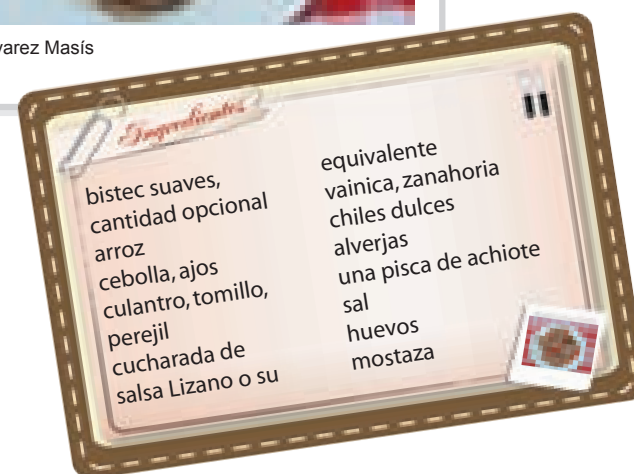 varez Masís
Ingredientes
bistec suaves,
cantidad opcional
arroz
cebolla, ajos
culantro, tomillo,
perejil
cucharada de
salsa Lizano o su
equivalente
vainica, zanahoria
chiles dulces
alverjas
una pisca de achiote
sal
huevos
mostaza